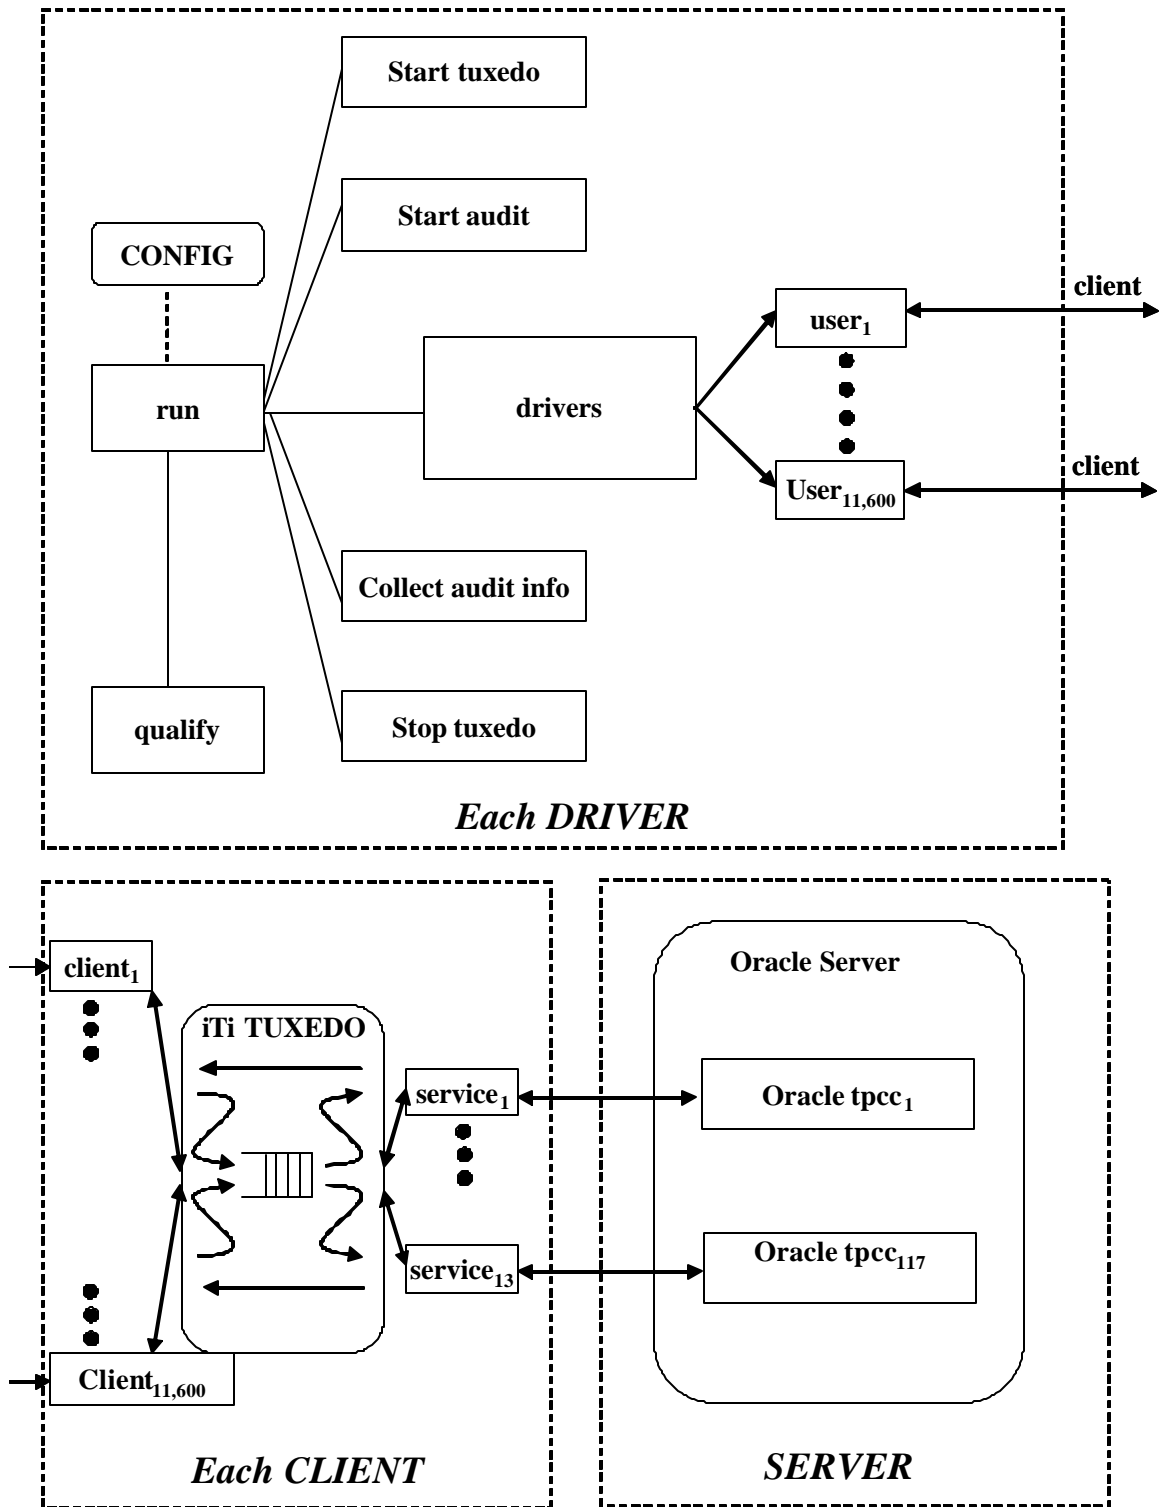 Start tuxedo
Start audit
CONFIG
client
user1
run
drivers
client
User11,600
Collect audit info
qualify
Stop tuxedo
Each DRIVER
client1
Oracle Server
iTi TUXEDO
service1
Oracle tpcc1
service13
Oracle tpcc117
Client11,600
Each CLIENT
SERVER